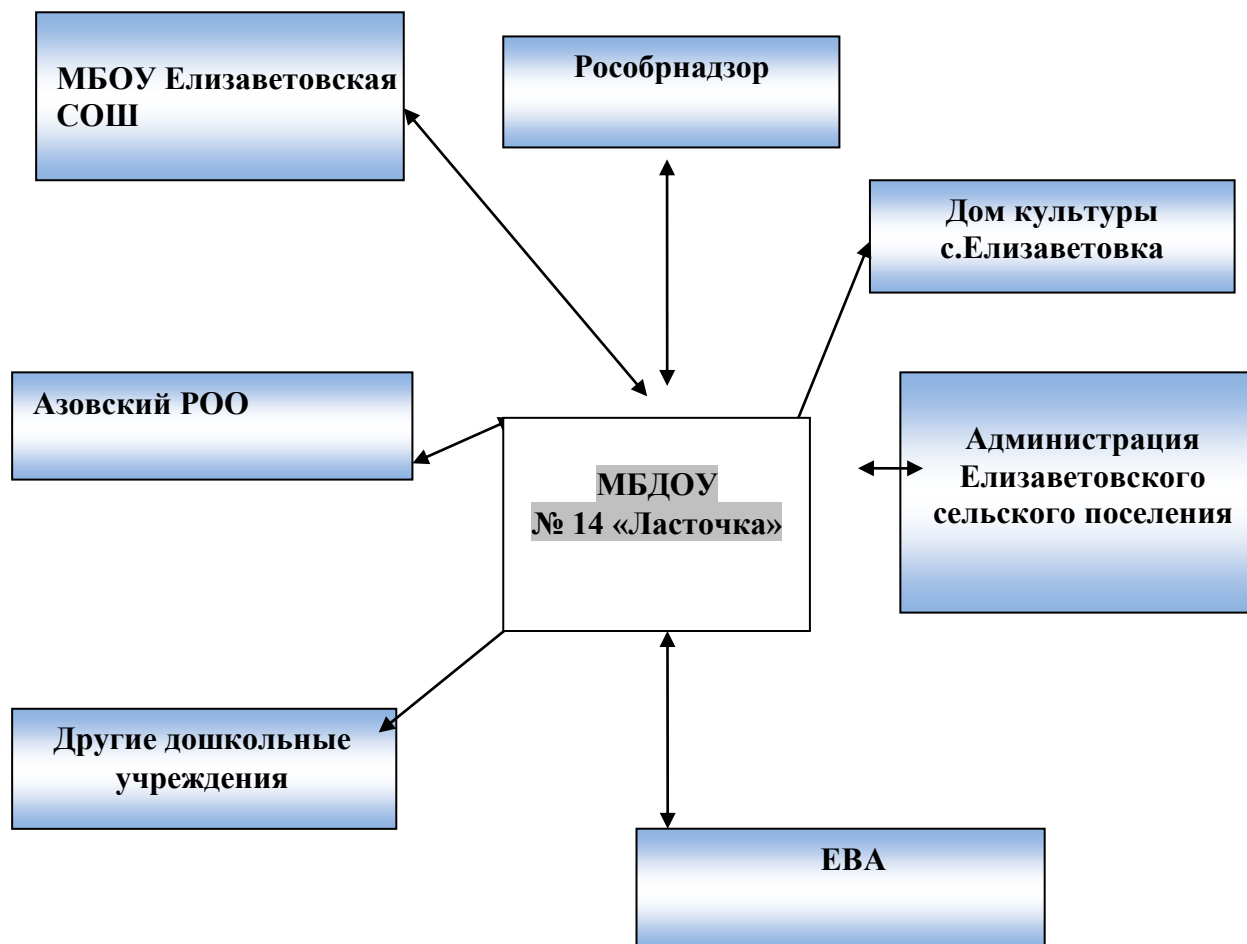 МБОУ Елизаветовская
СОШ
Рособрнадзор
Дом культуры
с.Елизаветовка
Азовский РОО
Администрация
Елизаветовского
сельского поселения
МБДОУ
№ 14 «Ласточка»
Другие дошкольные
учреждения
ЕВА